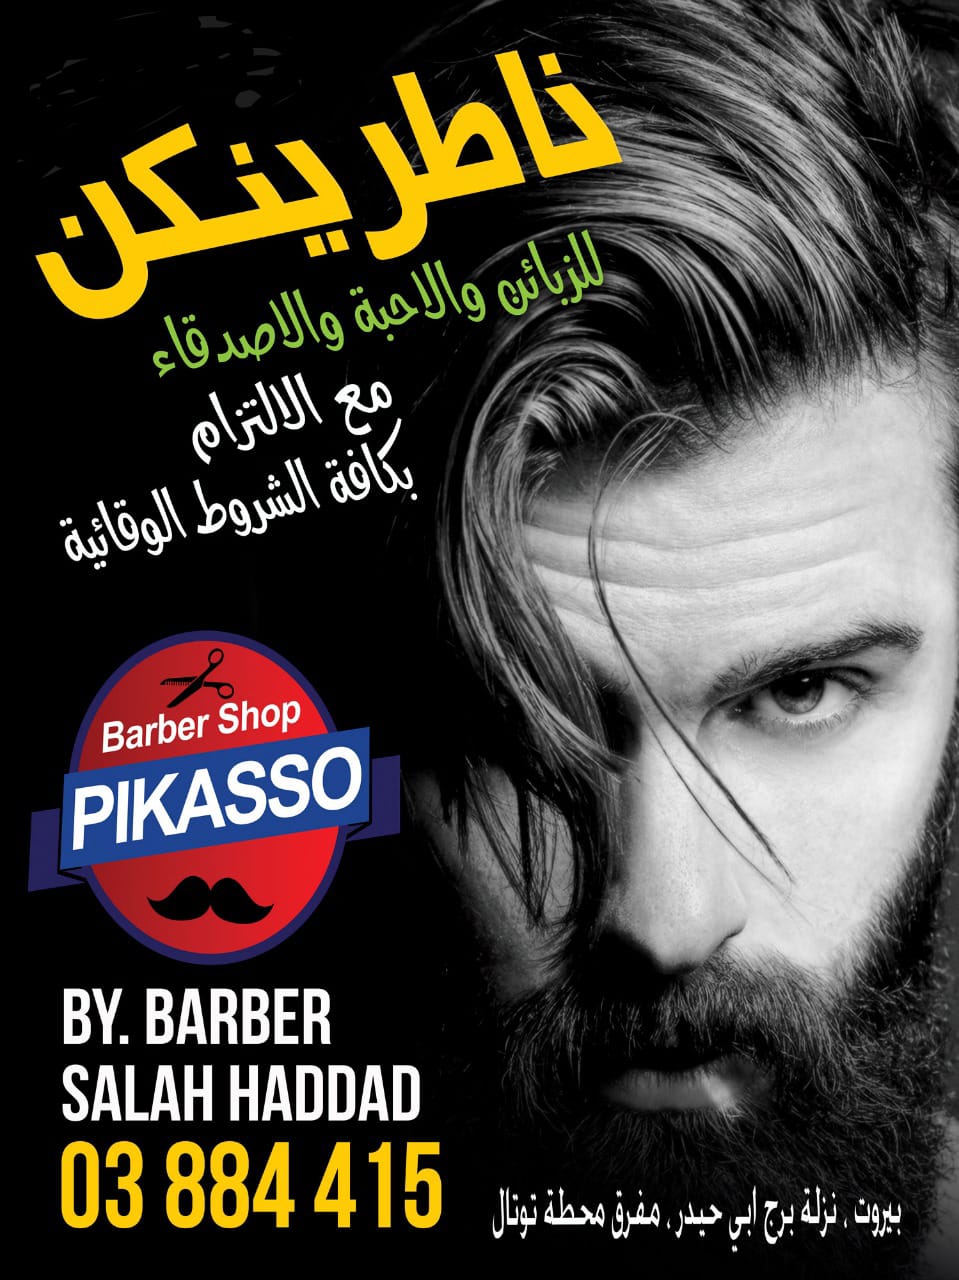 ناطرينكن
للزبائن والاحبة والاصدقاء
مع الالتزام
بكافة الشروط الوقائية
Barber Shop
PIKASSO
BY. BARBER
SALAH HADDAD
03 884 415
بيروت ، نزلة برج ابي حيدر ، مفرق محطة توتال